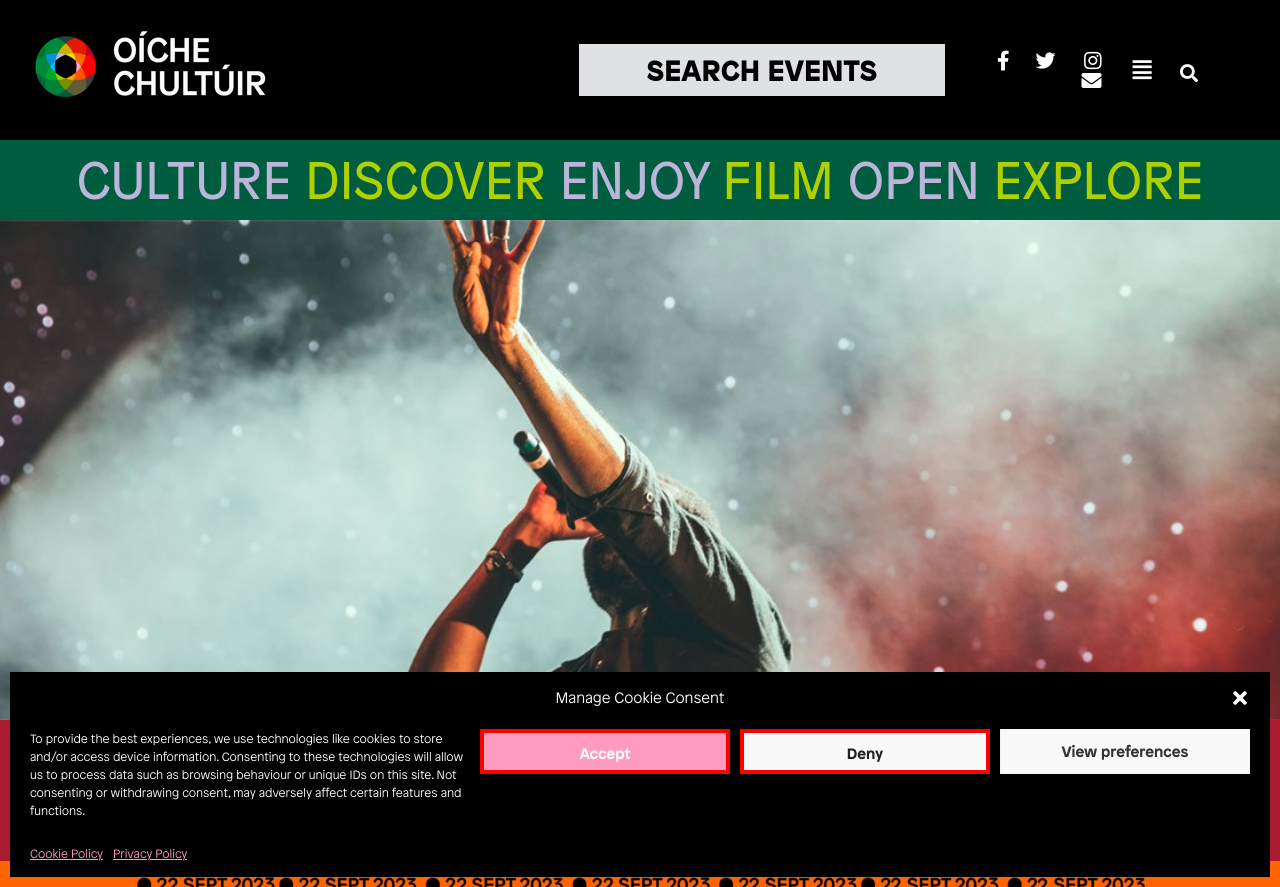 OÍCHE
CHULTÚIR
SEARCH EVENTS
CULTURE DISCOVER ENJOY FILM OPEN EXPLORE
Manage Cookie Consent
To provide the best experiences, we use technologies like cookies to store
and/or access device information. Consenting to these technologies will allow
us to process data such as browsing behaviour or unique IDs on this site. Not
consenting or withdrawing consent, may adversely affect certain features and
functions.
Accept
Deny
View preferences
Cookie Policy Privacy Policy
● 22 SEPT 2023 ● 22 SEPT 2023 ● 22 SEPT 2023 ● 22 SEPT 2023 ● 22 SEPT 2023 ● 22 SEPT 2023 ● 22 SEPT 2023